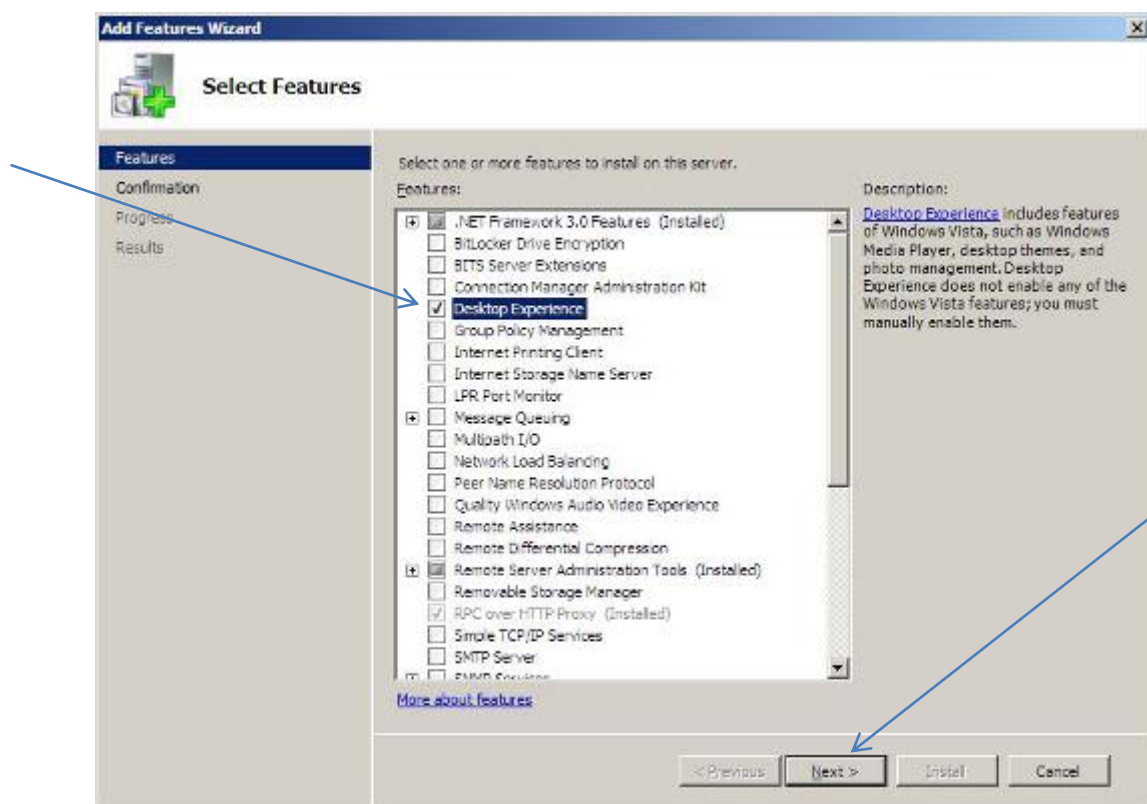 Add Features Wizard
Select Features
Features
Confirmation
Progress
Results
Select one or more features to install on this server.
Features:
.NET Framework 3.0 Features (Installed)
BitLocker Drive Encryption
BITS Server Extensions
Connection Manager Administration Kit
Desktop Experience
Group Policy Management
Internet Printing Client
Internet Storage Name Server
LPR Port Monitor
Message Queuing
Multipath I/O
Network Load Balancing
Peer Name Resolution Protocol
Quality Windows Audio Video Experience
Remote Assistance
Remote Differential Compression
Remote Server Administration Tools (Installed)
Removable Storage Manager
RPC over HTTP Proxy (Installed)
Simple TCP/IP Services
SMTP Server
SNMP Services
More about features
Description:
Desktop Experience includes features
of Windows Vista, such as Windows
Media Player, desktop themes, and
photo management. Desktop
Experience does not enable any of the
Windows Vista features; you must
manually enable them.
< Previous
Next >
Install
Cancel